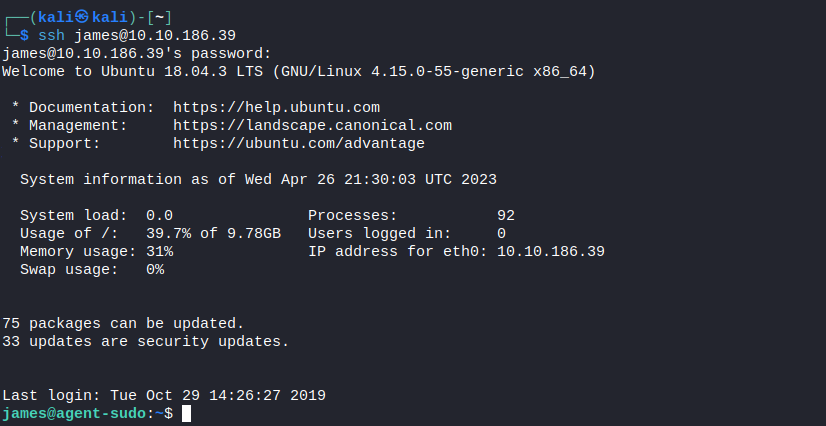 ┌──(kali㉿kali)-[~]
└─$ ssh james@10.10.186.39
james@10.10.186.39's password:
Welcome to Ubuntu 18.04.3 LTS (GNU/Linux 4.15.0-55-generic x86_64)
* Documentation:  https://help.ubuntu.com
* Management:     https://landscape.canonical.com
* Support:        https://ubuntu.com/advantage
System information as of Wed Apr 26 21:30:03 UTC 2023
System load:  0.0               Processes:           92
Usage of /:   39.7% of 9.78GB   Users logged in:     0
Memory usage: 31%               IP address for eth0: 10.10.186.39
Swap usage:   0%
75 packages can be updated.
33 updates are security updates.
Last login: Tue Oct 29 14:26:27 2019
james@agent-sudo:~$